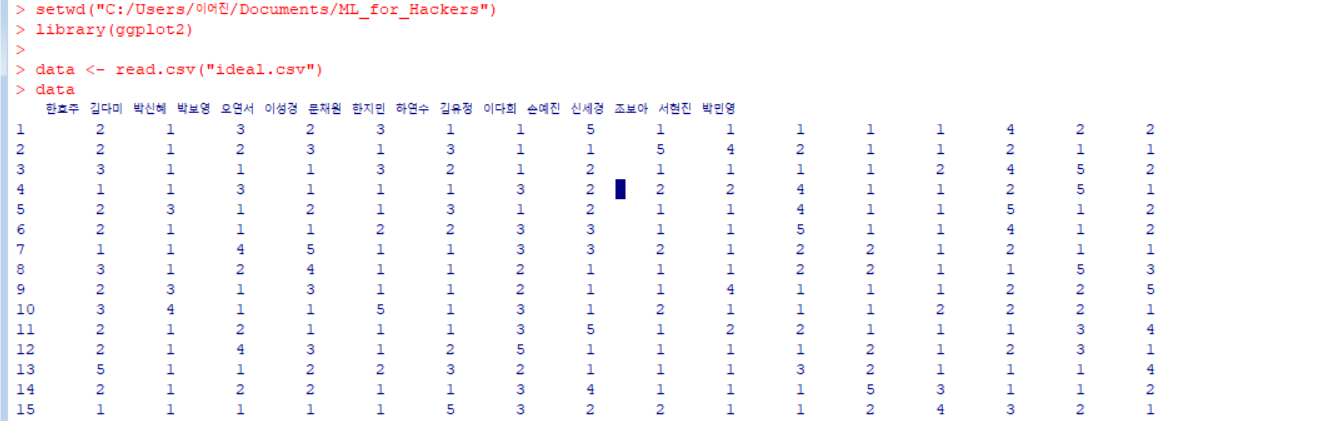 > setwd("C:/Users/이어진/Documents/ML_for_Hackers")
> library(ggplot2)
>
> data <- read.csv("ideal.csv")
> data
한효주 김다미 박신혜 박보영 오연서 이성경 문채원 한지민 하연수 김유정 이다희 손예진 신세경 조보아 서현진 박민영
1 2 1 3 2 3 1 1 5 1 1 1 1 1 4 2 2
2 2 1 2 3 1 3 1 1 5 4 2 1 1 2 1 1
3 3 1 1 1 3 2 1 2 1 1 1 1 2 4 5 2
4 1 1 3 1 1 1 3 2 2 2 4 1 1 2 5 1
5 2 3 1 2 1 3 1 2 1 1 4 1 1 5 1 2
6 2 1 1 1 2 2 3 3 1 1 5 1 1 4 1 2
7 1 1 4 5 1 1 3 3 2 1 2 2 1 2 1 1
8 3 1 2 4 1 1 2 1 1 1 2 2 1 1 5 3
9 2 3 1 3 1 1 2 1 1 4 1 1 1 2 2 5
10 3 4 1 1 5 1 3 1 2 1 1 1 2 2 2 1
11 2 1 2 1 1 1 3 5 1 2 2 1 1 1 3 4
12 2 1 4 3 1 2 5 1 1 1 1 2 1 2 3 1
13 5 1 1 2 2 3 2 1 1 1 3 2 1 1 1 4
14 2 1 2 2 1 1 3 4 1 1 1 5 3 1 1 2
15 1 1 1 1 1 5 3 2 2 1 1 2 4 3 2 1